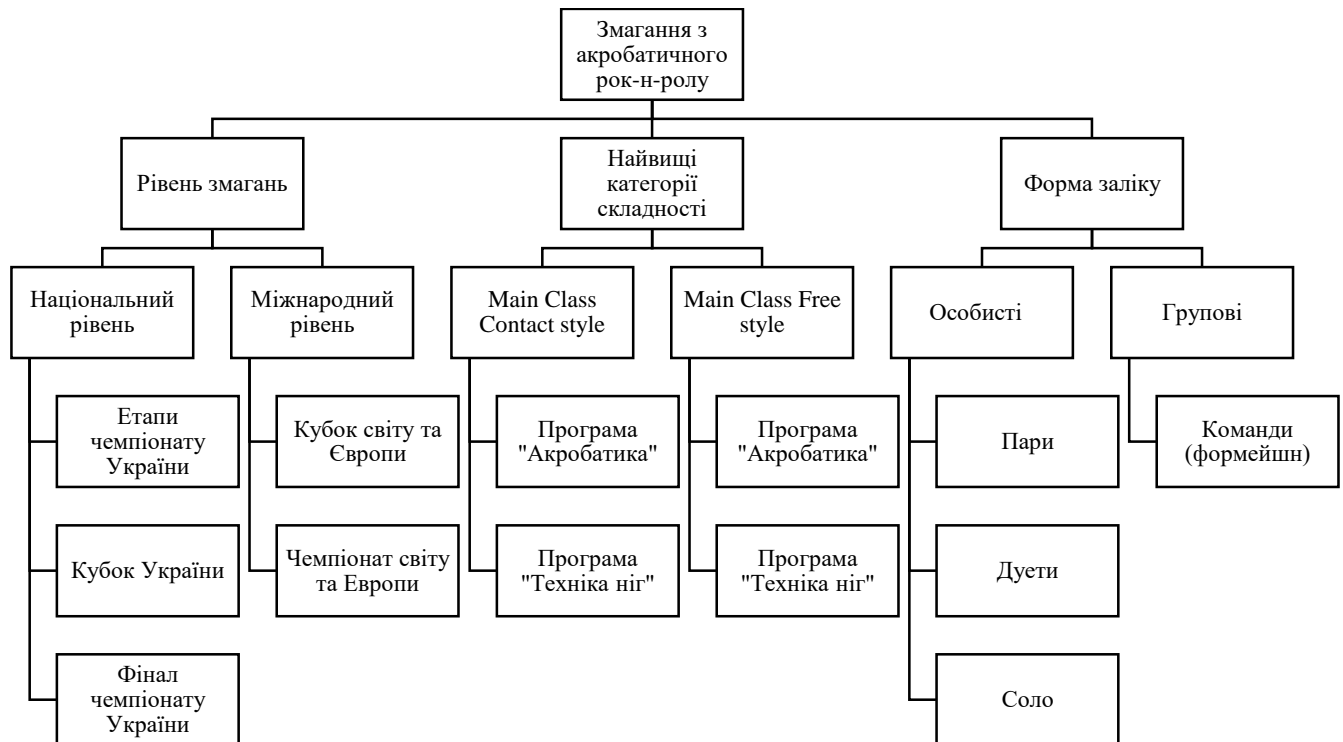 Змагання з
акробатичного
рок-н-ролу
Рівень змагань
Найвищі
категорії
складності
Форма заліку
Національний
рівень
Міжнародний
рівень
Main Class
Contact style
Main Class Free
style
Особисті
Групові
Етапи
чемпіонату
України
Кубок світу та
Європи
Програма
"Акробатика"
Програма
"Акробатика"
Пари
Команди
(формейшн)
Кубок України
Чемпіонат світу
та Европи
Програма
"Техніка ніг"
Програма
"Техніка ніг"
Дуети
Фінал
чемпіонату
України
Соло